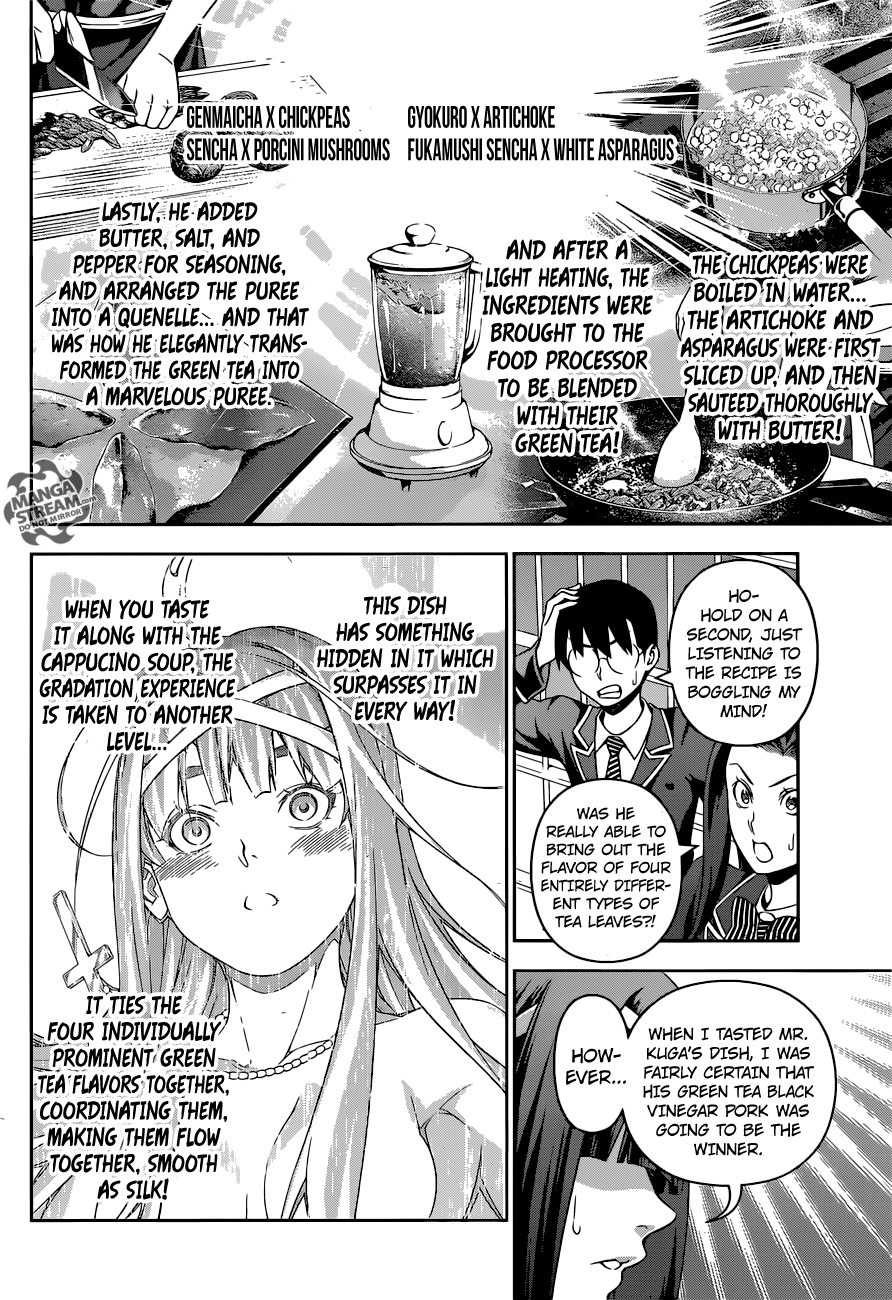 GENMAICHA X CHICKPEAS
SENCHA X PORCINI MUSHROOMS
GYOKURO X ARTICHOKE
FUKAMUSHI SENCHA X WHITE ASPARAGUS
THE CHICKPEAS WERE
BOILED IN WATER...
THE ARTICHOKE AND
ASPARAGUS WERE FIRST
SLICED UP, AND THEN
SAUTEED THOROUGHLY
WITH BUTTER!
AND AFTER A
LIGHT HEATING, THE
INGREDIENTS WERE
BROUGHT TO THE
FOOD PROCESSOR
TO BE BLENDED
WITH THEIR
GREEN TEA!
LASTLY, HE ADDED
BUTTER, SALT, AND
PEPPER FOR SEASONING,
AND ARRANGED THE PUREE
INTO A QUENELLE... AND THAT
WAS HOW HE ELEGANTLY TRANS-
FORMED THE GREEN TEA INTO
A MARVELOUS PUREE.
MANGA
STREAM.com
DO NOT MIRROR
HO-
HOLD ON A
SECOND, JUST
LISTENING TO
THE RECIPE IS
BOGGLING MY
MIND!
WAS HE
REALLY ABLE TO
BRING OUT THE
FLAVOR OF FOUR
ENTIRELY DIFFER-
ENT TYPES OF
TEA LEAVES?!
THIS DISH
HAS SOMETHING
HIDDEN IN IT WHICH
SURPASSES IT IN
EVERY WAY!
WHEN YOU TASTE
IT ALONG WITH THE
CAPPUCINO SOUP, THE
GRADATION EXPERIENCE
IS TAKEN TO ANOTHER
LEVEL...
IT TIES THE
FOUR INDIVIDUALLY
PROMINENT GREEN
TEA FLAVORS TOGETHER,
COORDINATING THEM,
MAKING THEM FLOW
TOGETHER, SMOOTH
AS SILK!
WHEN I TASTED MR.
KUGA'S DISH, I WAS
FAIRLY CERTAIN THAT
HIS GREEN TEA BLACK
VINEGAR PORK WAS
GOING TO BE THE
WINNER.
HOW-
EVER...